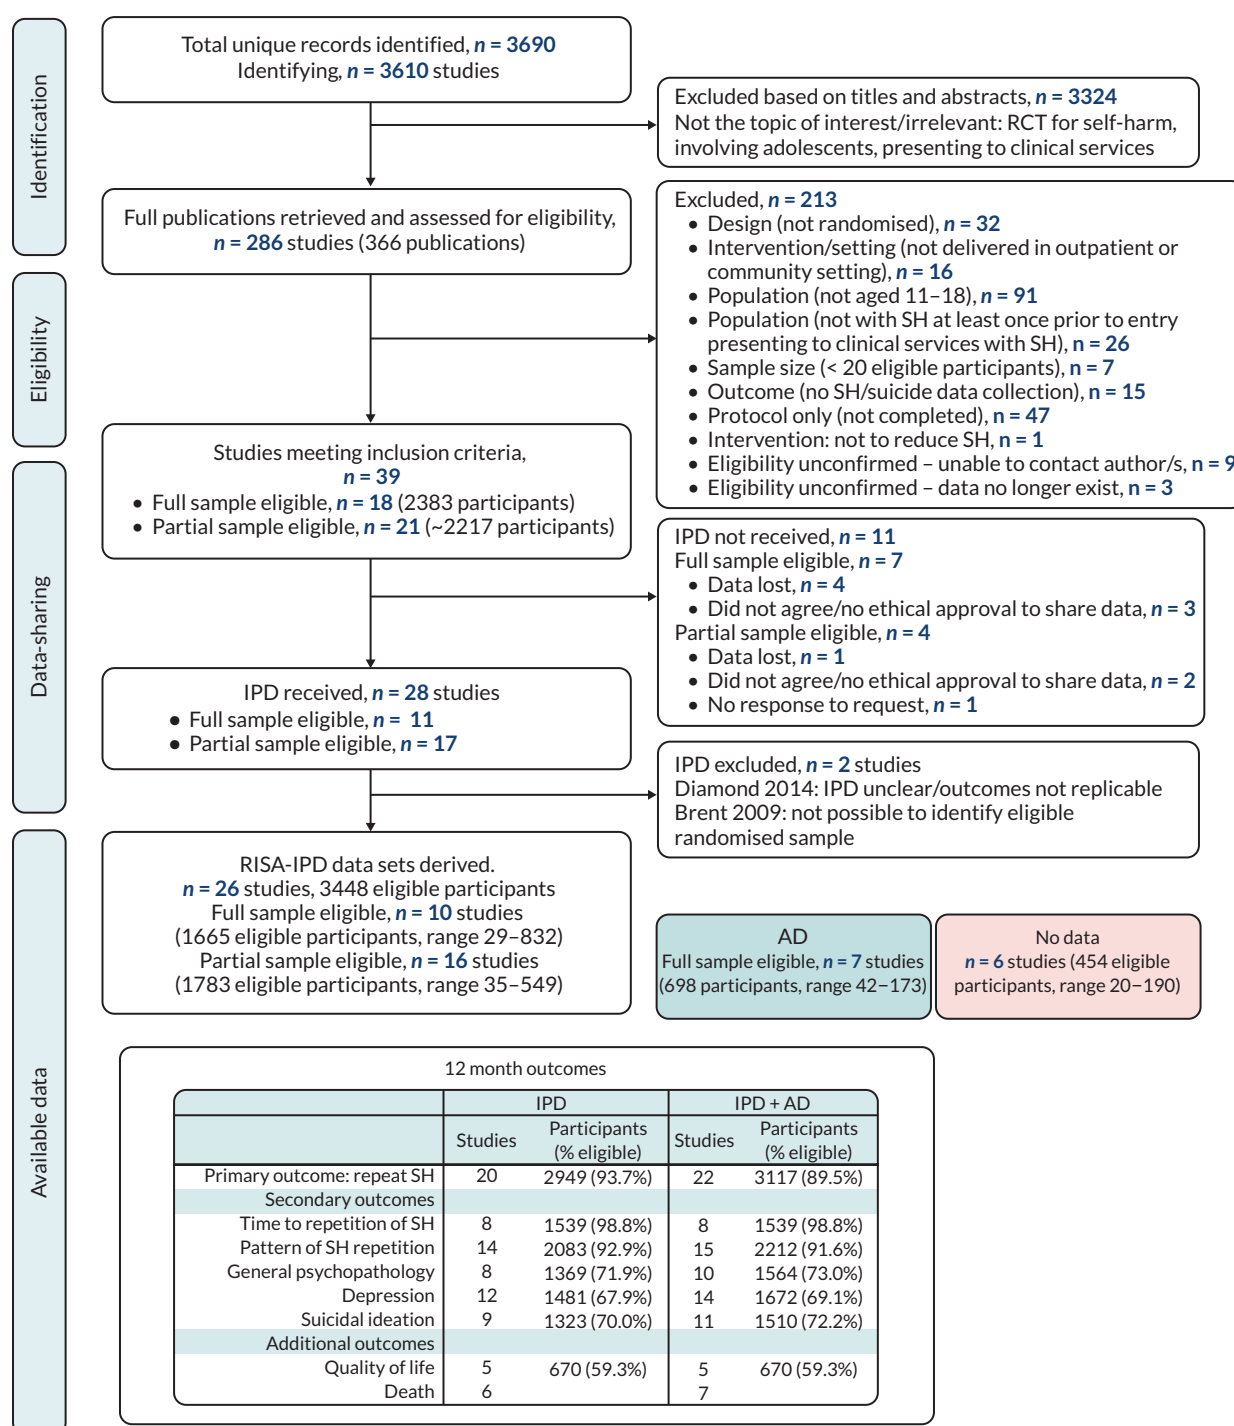 Identification
Total unique records identified, n = 3690
Identifying, n = 3610 studies
Excluded based on titles and abstracts, n = 3324
Not the topic of interest/irrelevant: RCT for self-harm,
involving adolescents, presenting to clinical services
Full publications retrieved and assessed for eligibility,
n = 286 studies (366 publications)
Excluded, n = 213
• Design (not randomised), n = 32
• Intervention/setting (not delivered in outpatient or
community setting), n = 16
• Population (not aged 11–18), n = 91
• Population (not with SH at least once prior to entry
presenting to clinical services with SH), n = 26
• Sample size (< 20 eligible participants), n = 7
• Outcome (no SH/suicide data collection), n = 15
• Protocol only (not completed), n = 47
• Intervention: not to reduce SH, n = 1
• Eligibility unconfirmed – unable to contact author/s, n = 9
• Eligibility unconfirmed – data no longer exist, n = 3
Eligibility
Studies meeting inclusion criteria,
n = 39
• Full sample eligible, n = 18 (2383 participants)
• Partial sample eligible, n = 21 (~2217 participants)
Data-sharing
IPD not received, n = 11
Full sample eligible, n = 7
• Data lost, n = 4
• Did not agree/no ethical approval to share data, n = 3
Partial sample eligible, n = 4
• Data lost, n = 1
• Did not agree/no ethical approval to share data, n = 2
• No response to request, n = 1
IPD received, n = 28 studies
• Full sample eligible, n = 11
• Partial sample eligible, n = 17
IPD excluded, n = 2 studies
Diamond 2014: IPD unclear/outcomes not replicable
Brent 2009: not possible to identify eligible
randomised sample
Available data
RISA-IPD data sets derived.
n = 26 studies, 3448 eligible participants
Full sample eligible, n = 10 studies
(1665 eligible participants, range 29–832)
Partial sample eligible, n = 16 studies
(1783 eligible participants, range 35–549)
AD
Full sample eligible, n = 7 studies
(698 participants, range 42–173)
No data
n = 6 studies (454 eligible
participants, range 20–190)
12 month outcomes
IPD IPD + AD
Studies Participants (% eligible) Studies Participants (% eligible)
Primary outcome: repeat SH 20 2949 (93.7%) 22 3117 (89.5%)
Secondary outcomes
Time to repetition of SH 8 1539 (98.8%) 8 1539 (98.8%)
Pattern of SH repetition 14 2083 (92.9%) 15 2212 (91.6%)
General psychopathology 8 1369 (71.9%) 10 1564 (73.0%)
Depression 12 1481 (67.9%) 14 1672 (69.1%)
Suicidal ideation 9 1323 (70.0%) 11 1510 (72.2%)
Additional outcomes
Quality of life 5 670 (59.3%) 5 670 (59.3%)
Death 6 7